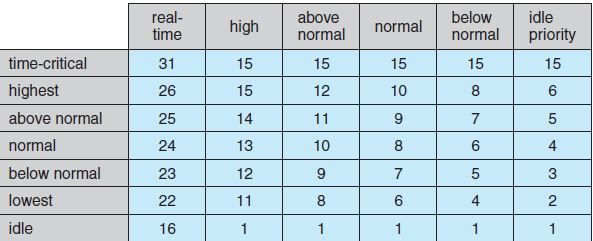 real-time high above normal normal below normal idle priority
time-critical 31 15 15 15 15 15
highest 26 15 12 10 8 6
above normal 25 14 11 9 7 5
normal 24 13 10 8 6 4
below normal 23 12 9 7 5 3
lowest 22 11 8 6 4 2
idle 16 1 1 1 1 1